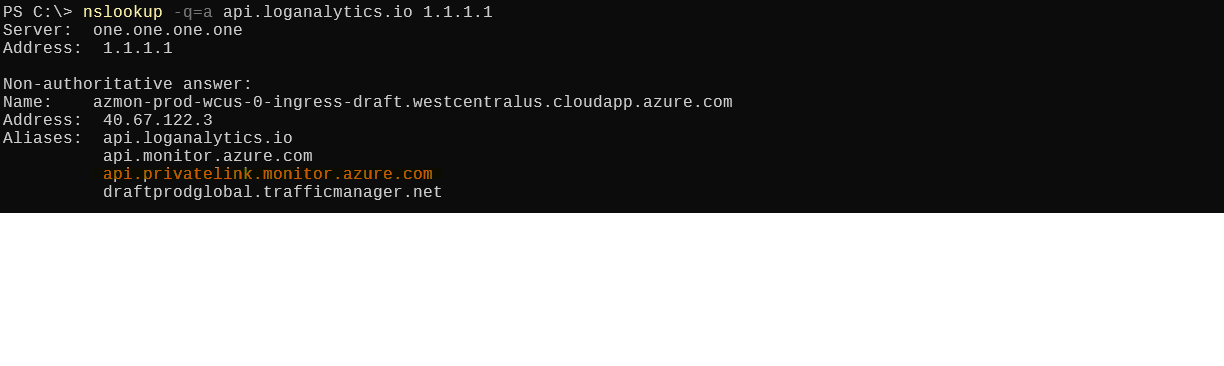 PS C:\> nslookup -q=a api.loganalytics.io 1.1.1.1
Server:  one.one.one.one
Address:  1.1.1.1

Non-authoritative answer:
Name:    azmon-prod-wcus-0-ingress-draft.westcentralus.cloudapp.azure.com
Address:  40.67.122.3
Aliases:  api.loganalytics.io
          api.monitor.azure.com
          api.privatelink.monitor.azure.com
          draftprodglobal.trafficmanager.net